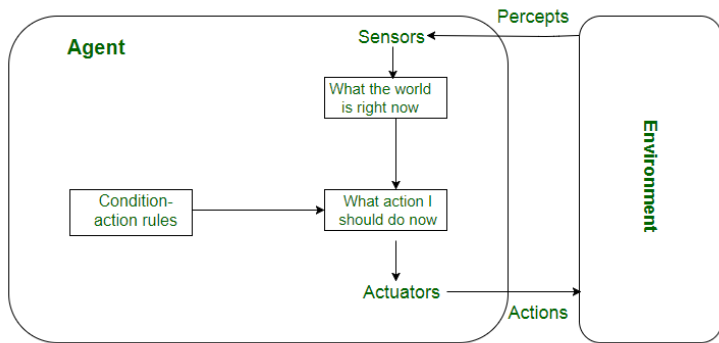 Percepts
Agent
Sensors
What the world
is right now
Condition-
action rules
What action I
should do now
Environment
Actuators
Actions